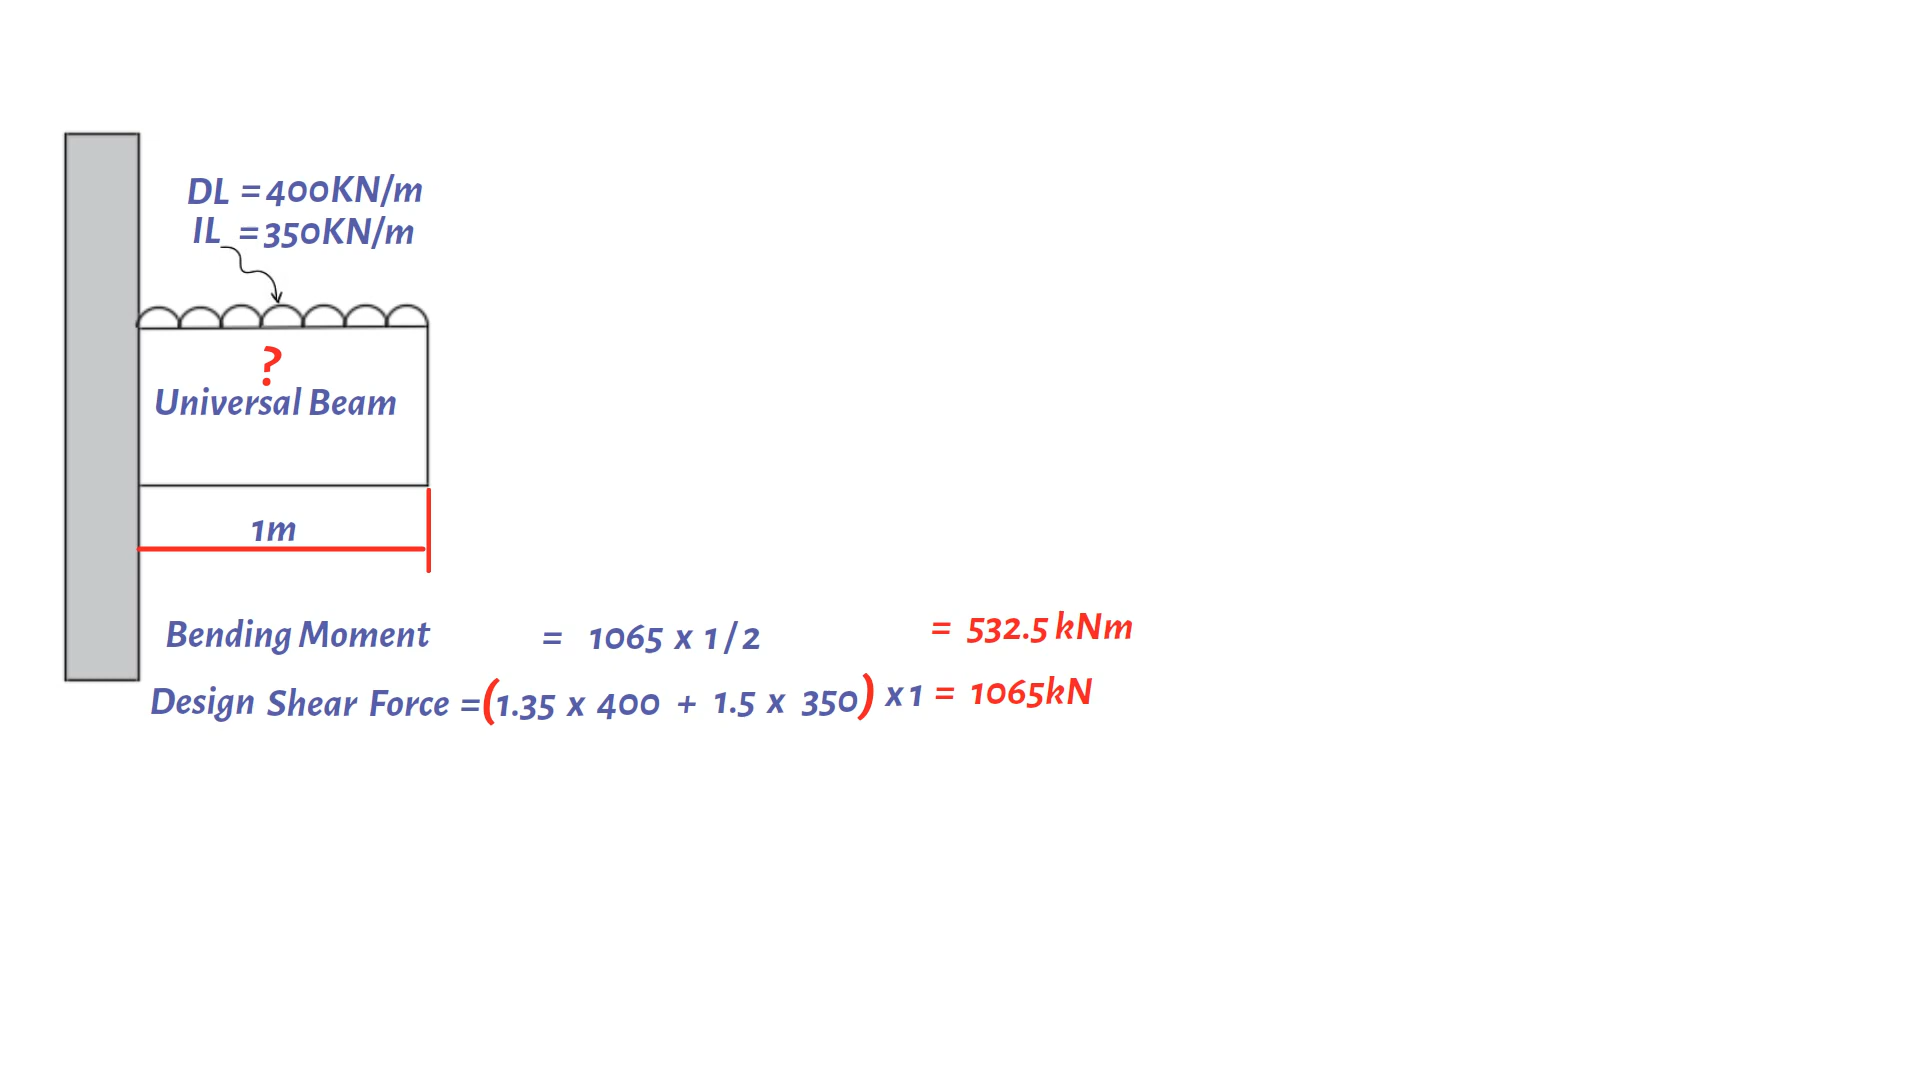 DL = 400KN/m
IL = 350KN/m
?
Universal Beam
1m
Bending Moment = 1065 x 1/2 = 532.5 kNm
Design Shear Force = (1.35 x 400 + 1.5 x 350) x 1 = 1065kN